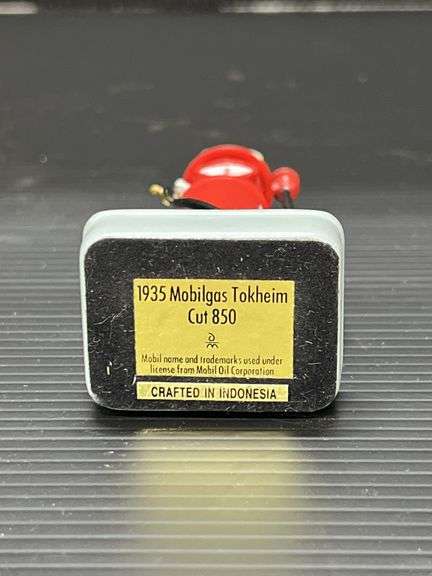 1935 Mobilgas Tokheim
Cut 850
Mobil name and trademarks used under
license from Mobil Oil Corporation
CRAFTED IN INDONESIA